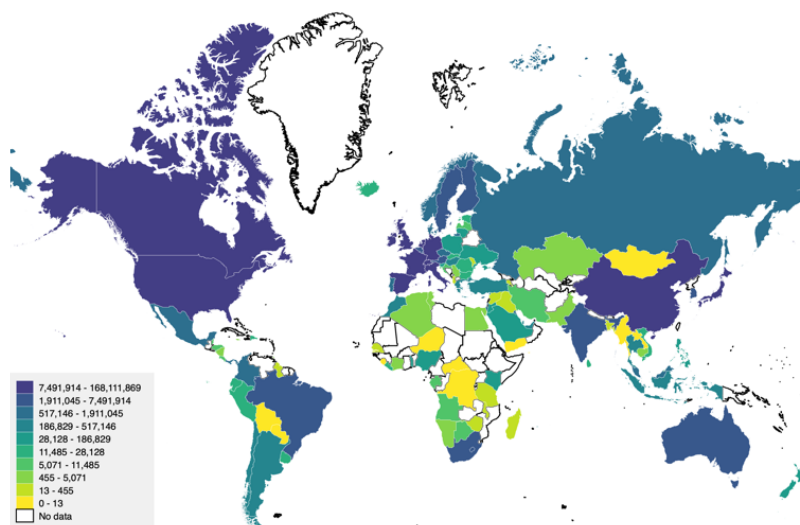 7,491,914 - 168,111,869
1,911,045 - 7,491,914
517,146 - 1,911,045
186,829 - 517,146
28,128 - 186,829
11,485 - 28,128
5,071 - 11,485
455 - 5,071
13 - 455
0 - 13
No data